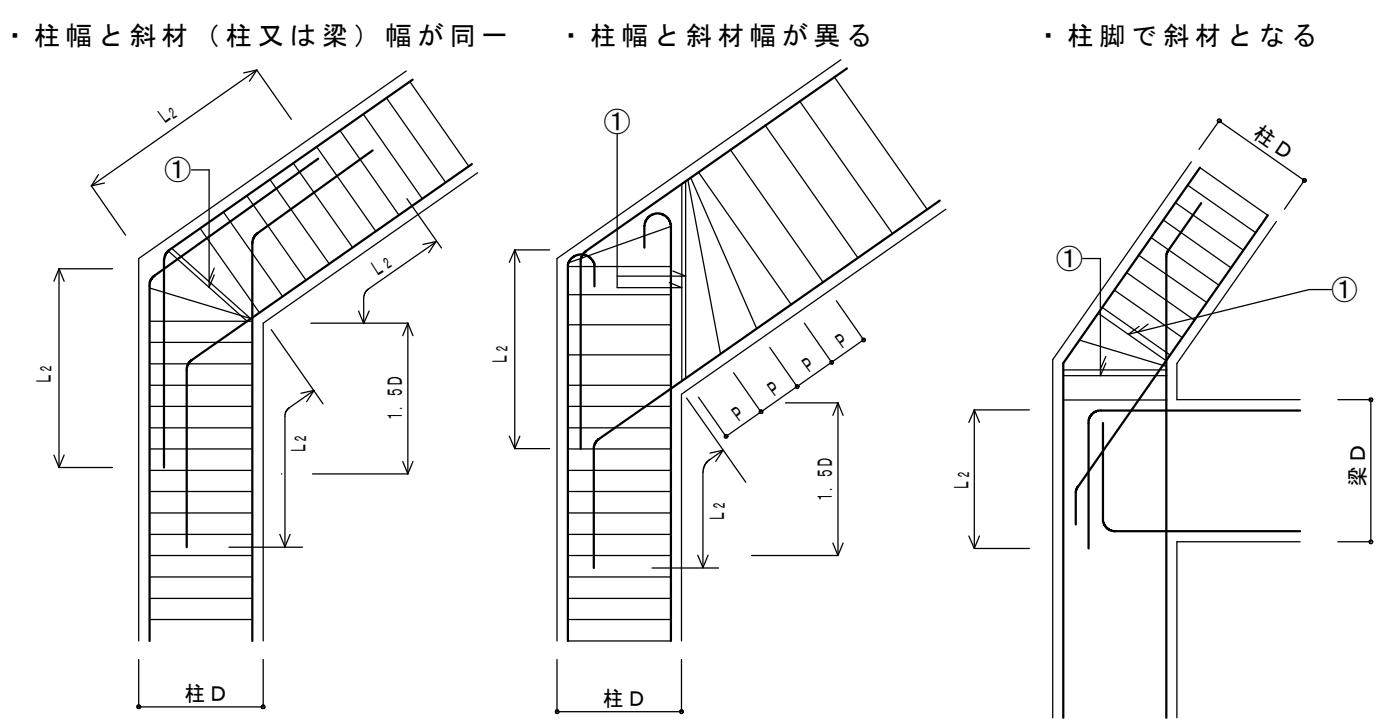 ・柱幅と斜材（柱又は梁）幅が同一
L2
①
L2
L2
1.5D
L2
柱D
・柱幅と斜材幅が異る
①
L2
P
P
P
P
1.5D
L2
柱D
・柱脚で斜材となる
柱D
①
①
L2
梁D